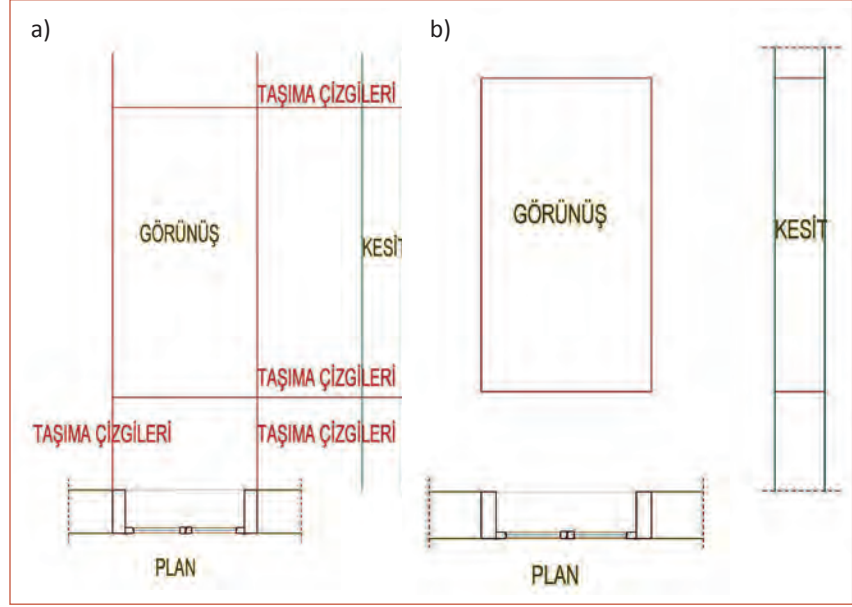 a)
TAŞIMA ÇİZGİLERİ
GÖRÜNÜŞ
KESİT
TAŞIMA ÇİZGİLERİ
TAŞIMA ÇİZGİLERİ
TAŞIMA ÇİZGİLERİ
PLAN
b)
GÖRÜNÜŞ
KESİT
PLAN